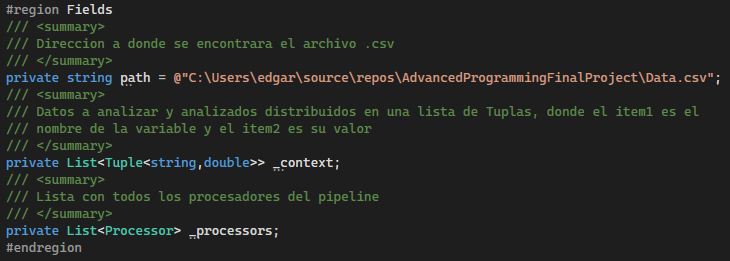 #region Fields
/// <summary>
/// Direccion a donde se encontrara el archivo .csv
/// </summary>
private string path = @"C:\Users\edgar\source\repos\AdvancedProgrammingFinalProject\Data.csv";
/// <summary>
/// Datos a analizar y analizados distribuidos en una lista de Tuplas, donde el item1 es el
/// nombre de la variable y el item2 es su valor
/// </summary>
private List<Tuple<string,double>> _context;
/// <summary>
/// Lista con todos los procesadores del pipeline
/// </summary>
private List<Processor> _processors;
#endregion